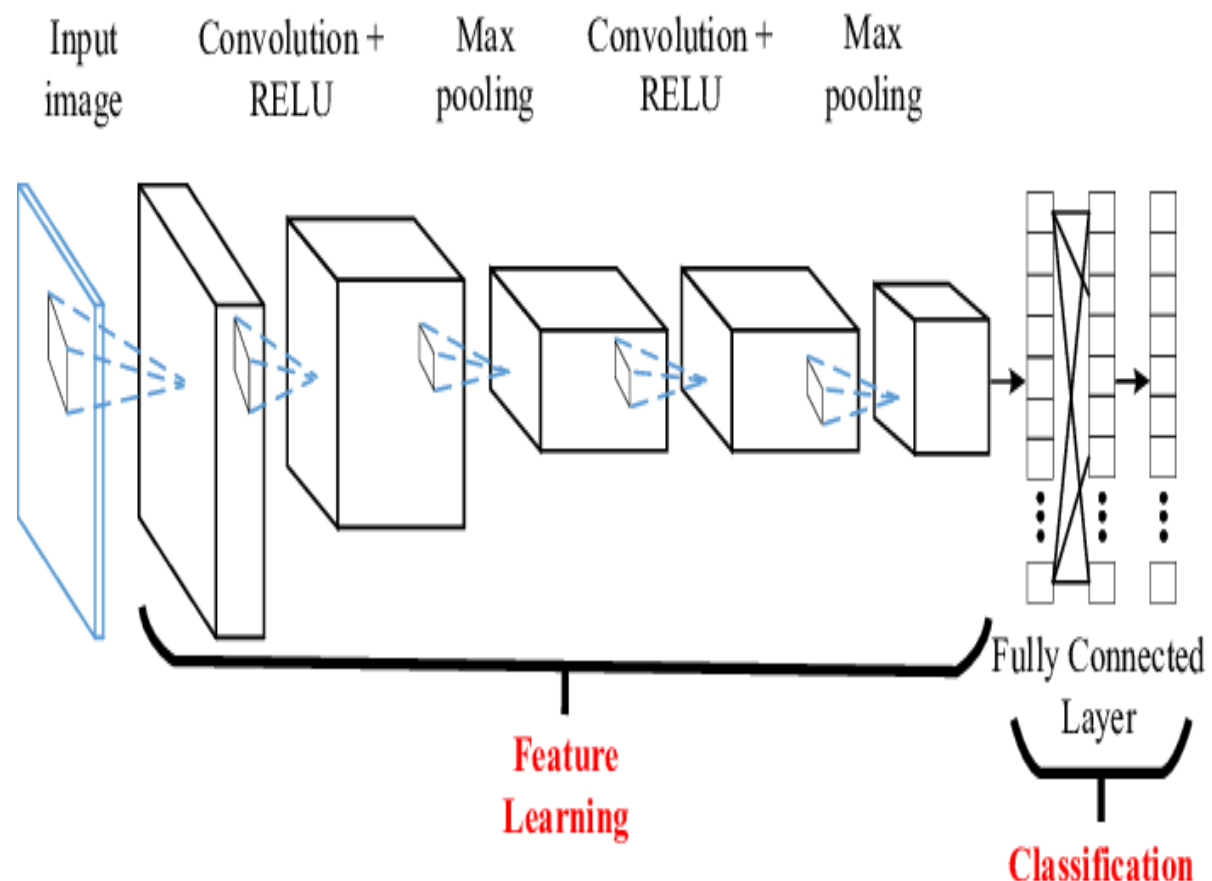 Input
image
Convolution +
RELU
Max
pooling
Convolution +
RELU
Max
pooling
Fully Connected
Layer
Feature
Learning
Classification